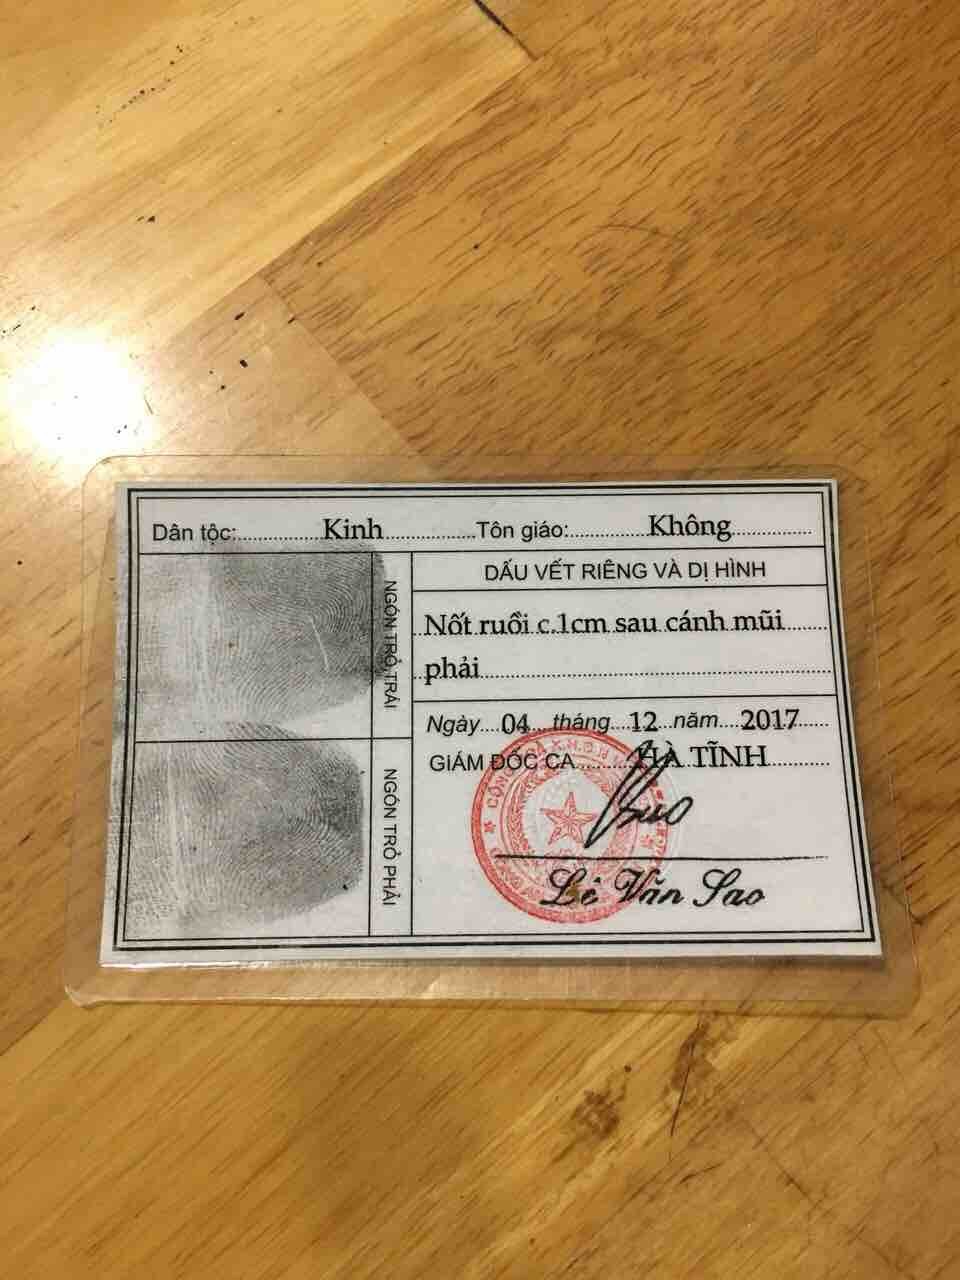 Dân tộc: Kinh Tôn giáo: Không
NGÓN TRỎ TRÁI
NGÓN TRỎ PHẢI
DẤU VẾT RIÊNG VÀ DỊ HÌNH
Nốt ruồi c.1cm sau cánh mũi
phải
Ngày 04 tháng 12 năm 2017
GIÁM ĐỐC CA HÀ TĨNH
Lê Văn Sao